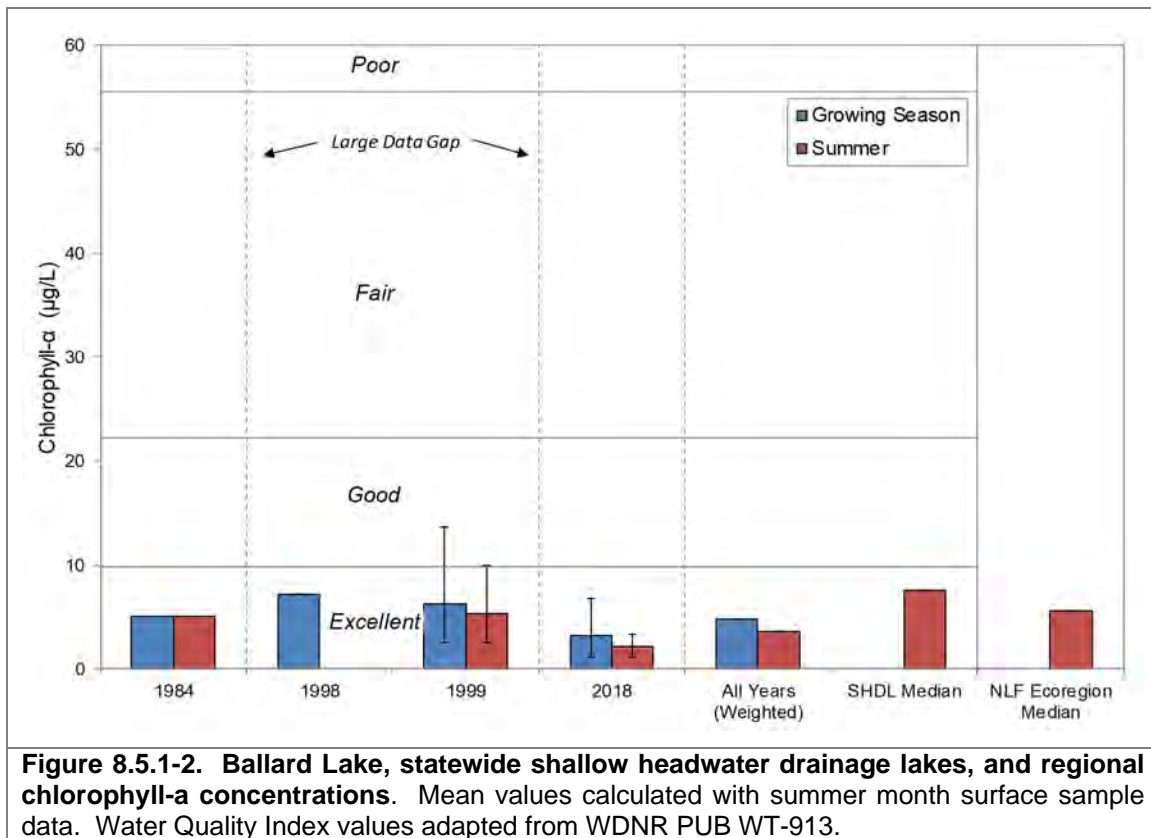 60
Poor
Growing Season
Summer
50
Large Data Gap
40
Fair
30
20
Good
10
Excellent
0
Chlorophyll-α (µg/L)
1984
1998
1999
2018
All Years
(Weighted)
SHDL Median
NLF Ecoregion
Median
Figure 8.5.1-2. Ballard Lake, statewide shallow headwater drainage lakes, and regional
chlorophyll-a concentrations. Mean values calculated with summer month surface sample
data. Water Quality Index values adapted from WDNR PUB WT-913.